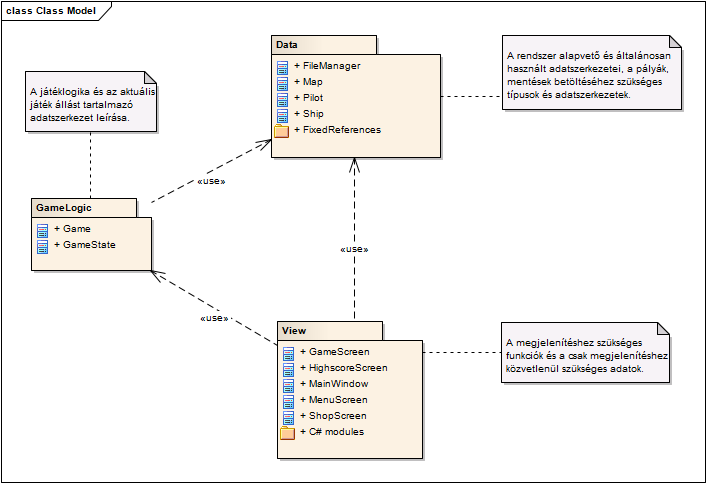 class Class Model
Data
+ FileManager
+ Map
+ Pilot
+ Ship
+ FixedReferences
A rendszer alapvető és általánosan
használt adatszerkezetei, a pályák,
mentések betöltéséhez szükséges
típusok és adatszerkezetek.
A játéklogika és az aktuális
játék állást tartalmazó
adatszerkezet leírása.
«use»
GameLogic
+ Game
+ GameState
«use»
«use»
View
+ GameScreen
+ HighscoreScreen
+ MainWindow
+ MenuScreen
+ ShopScreen
+ C# modules
A megjelenítéshez szükséges
funkciók és a csak megjelenítéshez
közvetlenül szükséges adatok.